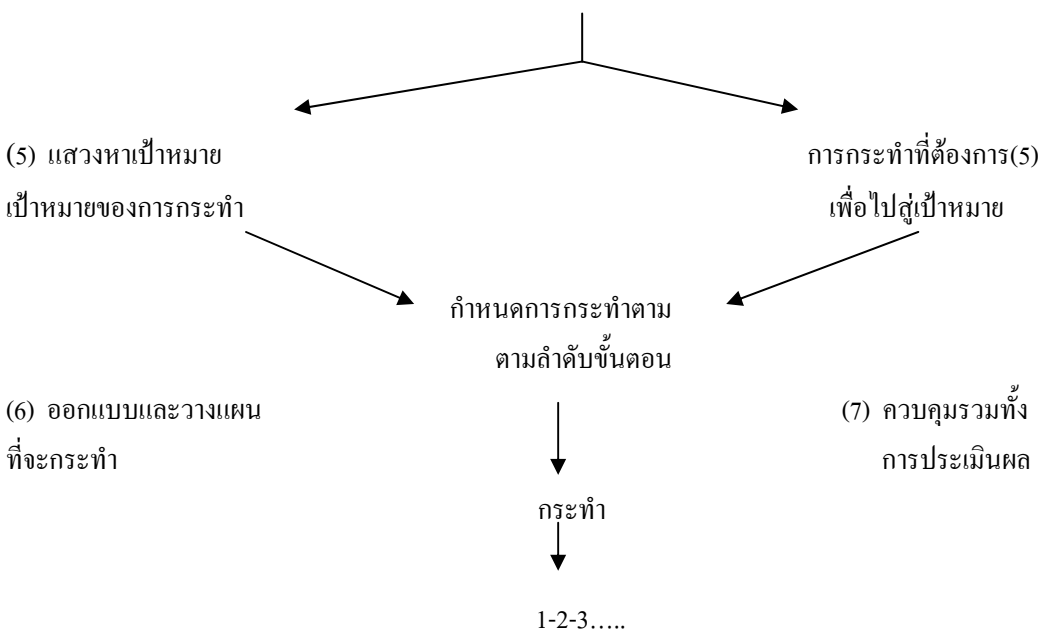 (5) แสวงหาเป้าหมาย
เป้าหมายของการกระทำ
การกระทำที่ต้องการ(5)
เพื่อไปสู่เป้าหมาย
กำหนดการกระทำตาม
ตามลำดับขั้นตอน
(6) ออกแบบและวางแผน
ที่จะกระทำ
(7) ควบคุมรวมทั้ง
การประเมินผล
กระทำ
1-2-3…..